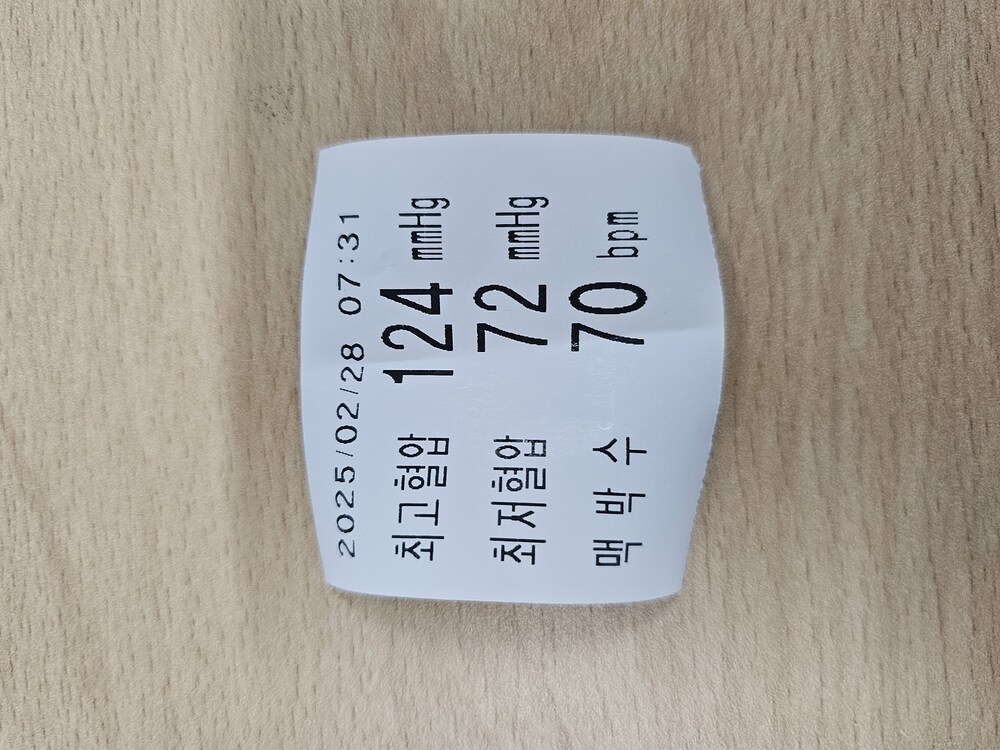 2025/02/28 07:31
최고혈압 124 mmHg
최저혈압 72 mmHg
맥 박 수 70 bpm